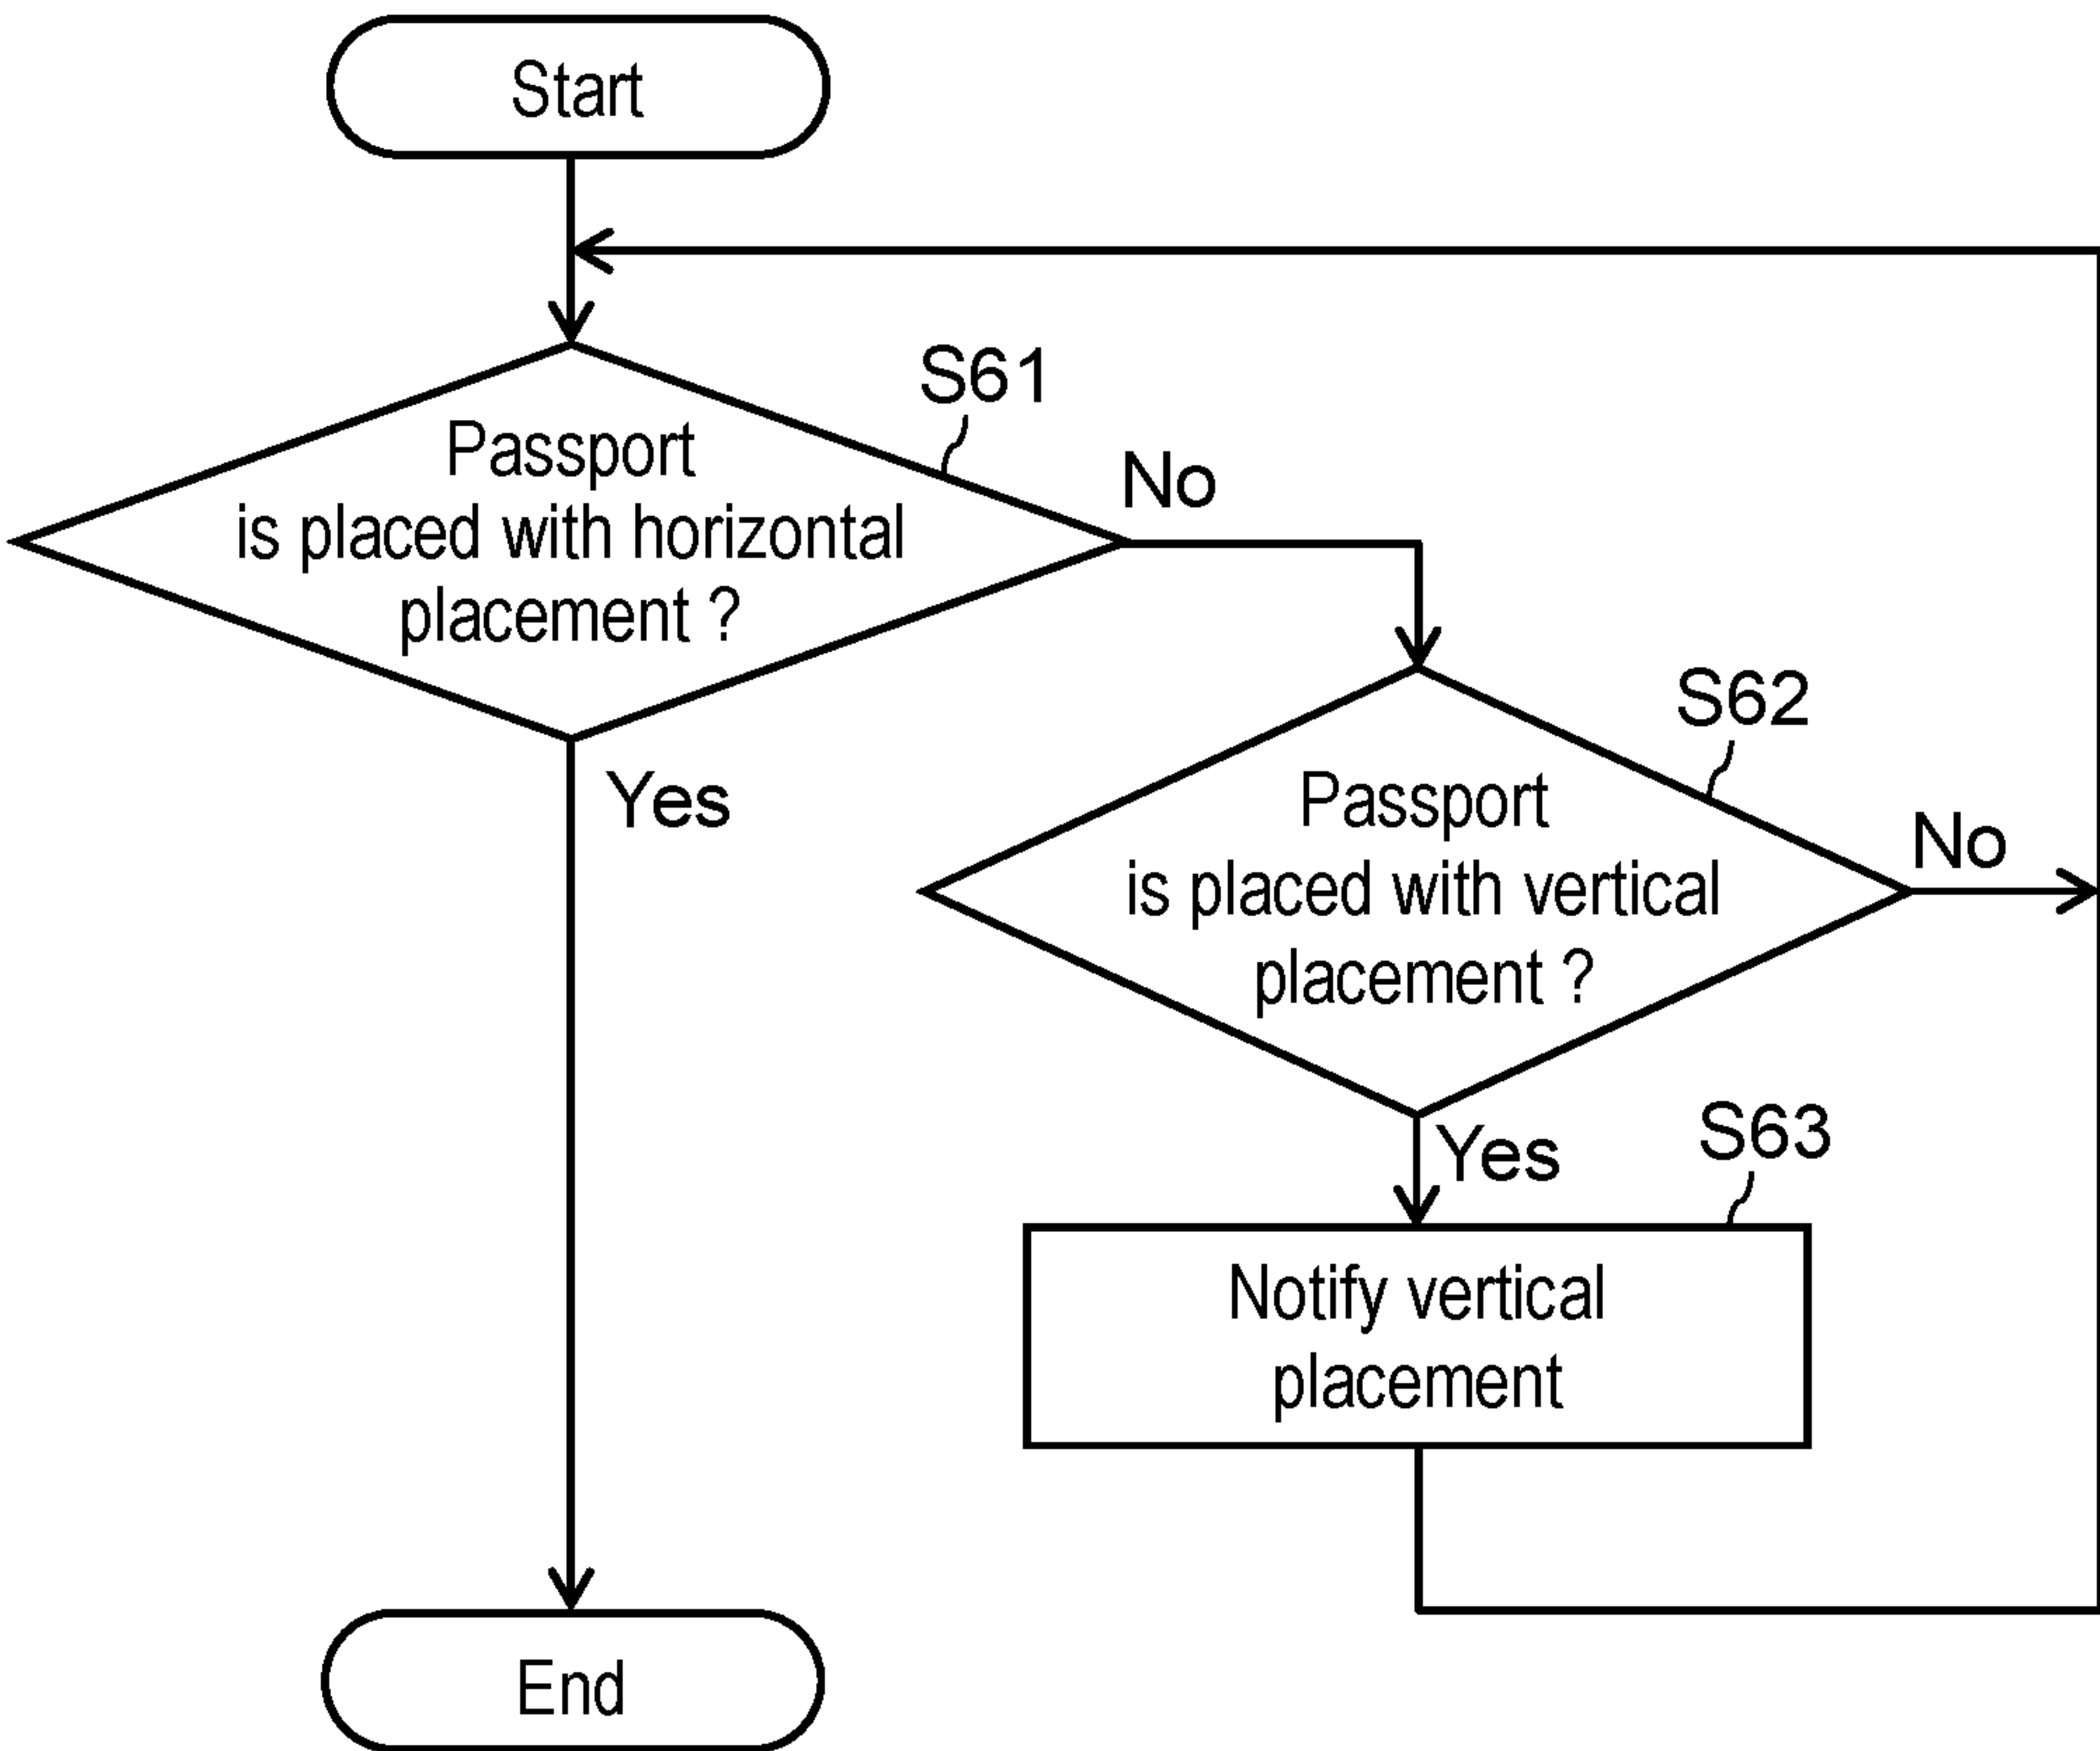 Start
S61
Passport
is placed with horizontal
placement ?
No
Yes
S62
Passport
is placed with vertical
placement ?
No
Yes
S63
Notify vertical
placement
End